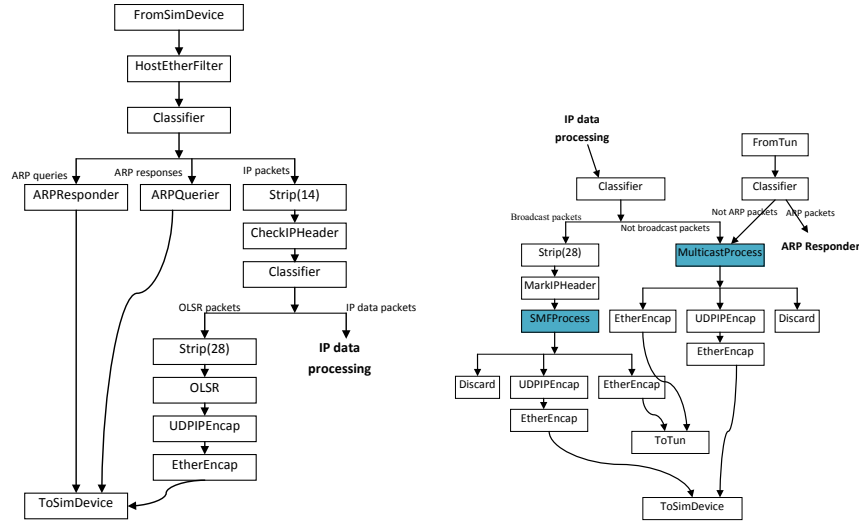 FromSimDevice
HostEtherFilter
Classifier
ARP queries
ARP responses
IP packets
ARPResponder
ARPQuerier
Strip(14)
CheckIPHeader
Classifier
OLSR packets
IP data packets
Strip(28)
IP data
processing
OLSR
UDPIPEncap
EtherEncap
ToSimDevice
IP data
processing
FromTun
Classifier
Classifier
Broadcast packets
Not broadcast packets
Not ARP packets
ARP packets
ARP Responder
Strip(28)
MulticastProcess
MarkIPHeader
SMFProcess
EtherEncap
UDPIPEncap
Discard
EtherEncap
Discard
UDPIPEncap
EtherEncap
EtherEncap
ToTun
ToSimDevice